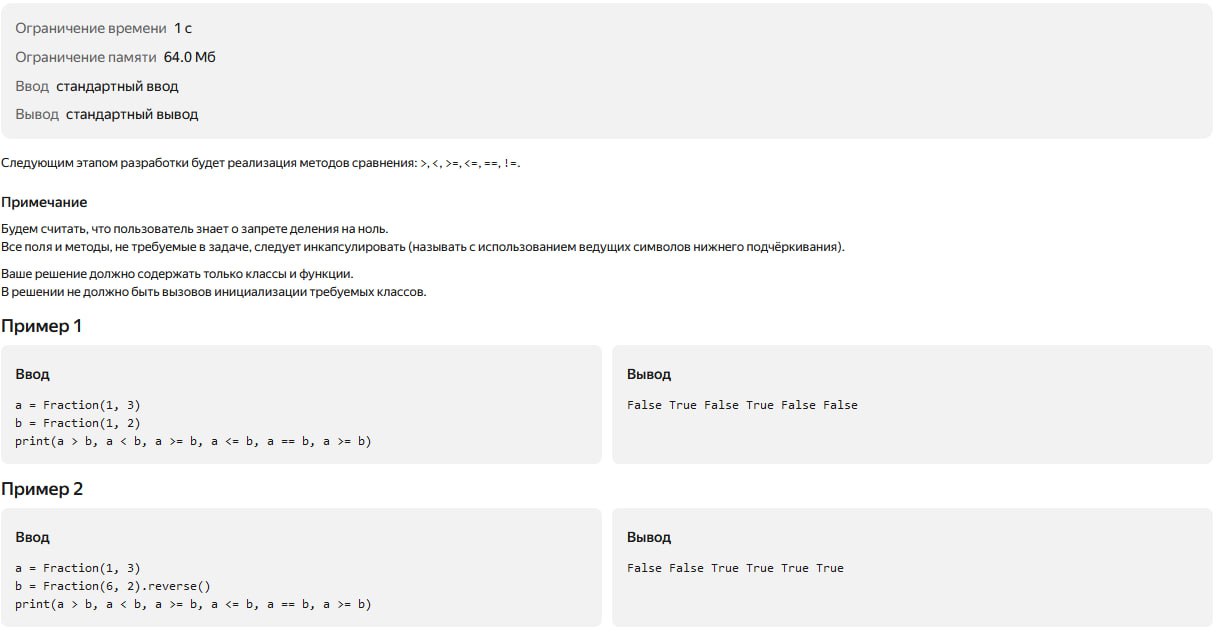 Ограничение времени 1 с
Ограничение памяти 64.0 Мб
Ввод стандартный ввод
Вывод стандартный вывод
Следующим этапом разработки будет реализация методов сравнения: >, <, >=, <=, ==, !=.
Примечание
Будем считать, что пользователь знает о запрете деления на ноль.
Все поля и методы, не требуемые в задаче, следует инкапсулировать (называть с использованием ведущих символов нижнего подчёркивания).
Ваше решение должно содержать только классы и функции.
В решении не должно быть вызовов инициализации требуемых классов.
Пример 1
Ввод
a = Fraction(1, 3)
b = Fraction(1, 2)
print(a > b, a < b, a >= b, a <= b, a == b, a >= b)
Вывод
False True False True False False
Пример 2
Ввод
a = Fraction(1, 3)
b = Fraction(6, 2).reverse()
print(a > b, a < b, a >= b, a <= b, a == b, a >= b)
Вывод
False False True True True True